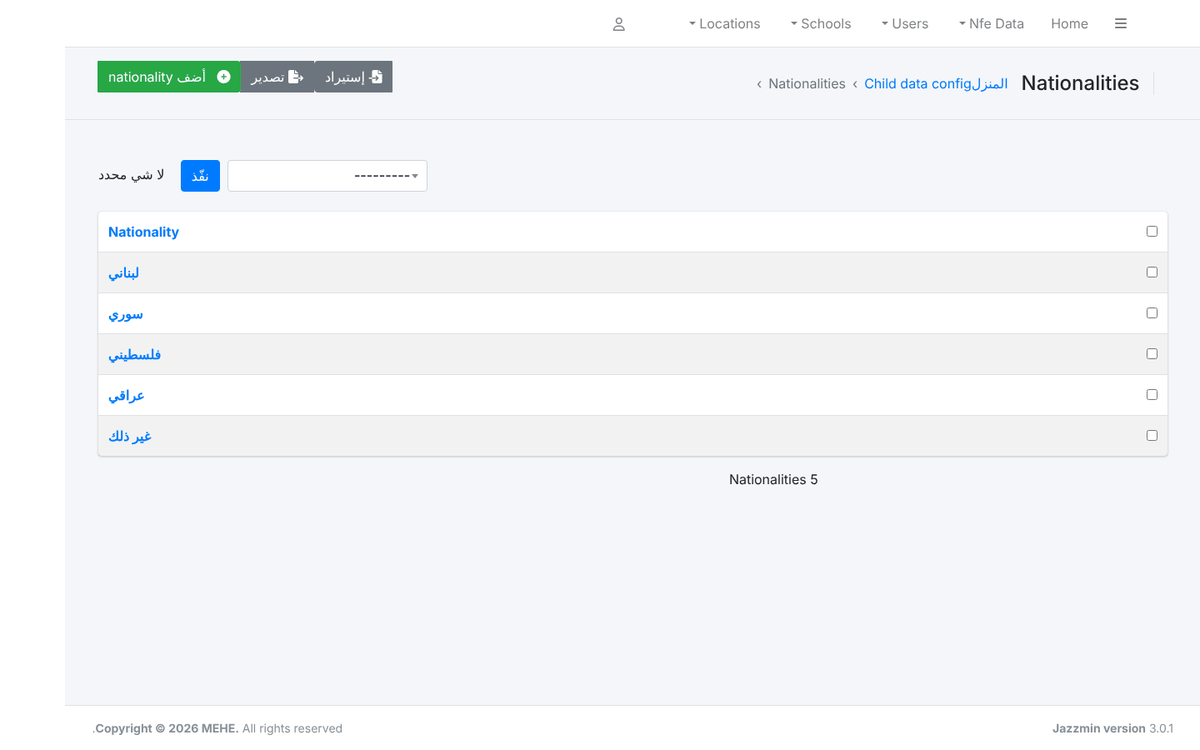 Home Nfe Data Users Schools Locations
Nationalities
المنزل Child data config › Nationalities ›
إستيراد تصدير أضف nationality
--------- نفّذ لا شي محدد
Nationality
لبناني
سوري
فلسطيني
عراقي
غير ذلك
5 Nationalities
Jazzmin version 3.0.1
Copyright © 2026 MEHE. All rights reserved.